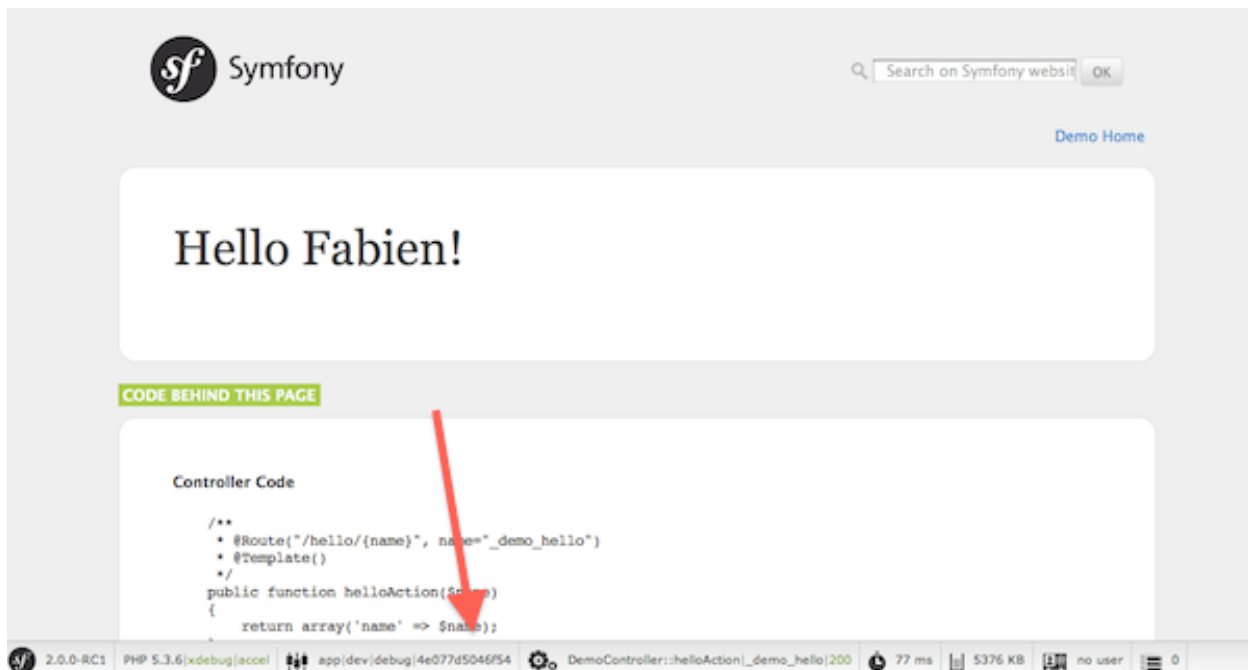 sf Symfony
Search on Symfony websit OK
Demo Home
Hello Fabien!
CODE BEHIND THIS PAGE
Controller Code
/**
* @Route("/hello/{name}", name="_demo_hello")
* @Template()
*/
public function helloAction($name)
{
return array('name' => $name);
sf 2.0.0-RC1 PHP 5.3.6|xdebug|accel app|dev|debug|4e077d5046f54 DemoController::helloAction|_demo_hello|200 77 ms 5376 KB no user 0